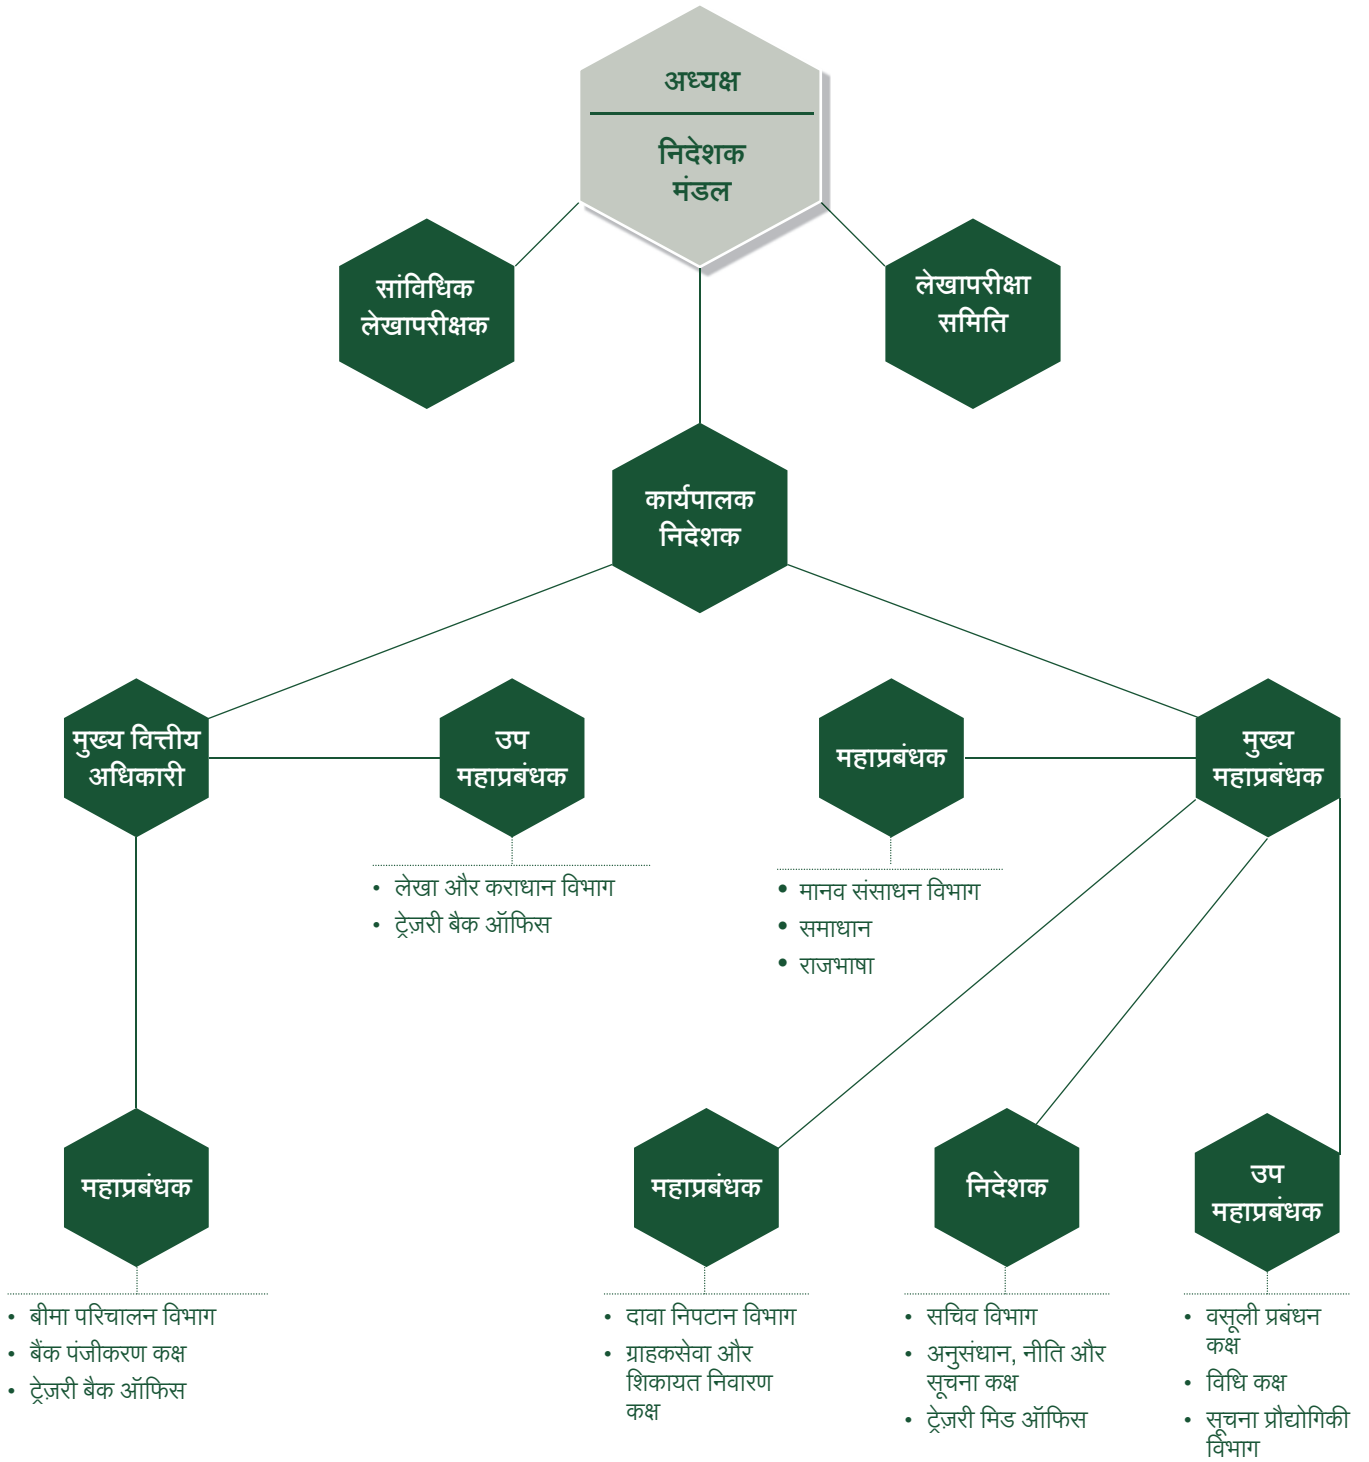 अध्यक्ष
निदेशक
मंडल
सांविधिक
लेखापरीक्षक
लेखापरीक्षा
समिति
कार्यपालक
निदेशक
मुख्य वित्तीय
अधिकारी
उप
महाप्रबंधक
महाप्रबंधक
मुख्य
महाप्रबंधक
• लेखा और कराधान विभाग
• ट्रेज़री बैक ऑफिस
• मानव संसाधन विभाग
• समाधान
• राजभाषा
महाप्रबंधक
महाप्रबंधक
निदेशक
उप
महाप्रबंधक
• बीमा परिचालन विभाग
• बैंक पंजीकरण कक्ष
• ट्रेज़री बैक ऑफिस
• दावा निपटान विभाग
• ग्राहकसेवा और
शिकायत निवारण
कक्ष
• सचिव विभाग
• अनुसंधान, नीति और
सूचना कक्ष
• ट्रेज़री मिड ऑफिस
• वसूली प्रबंधन
कक्ष
• विधि कक्ष
• सूचना प्रौद्योगिकी
विभाग